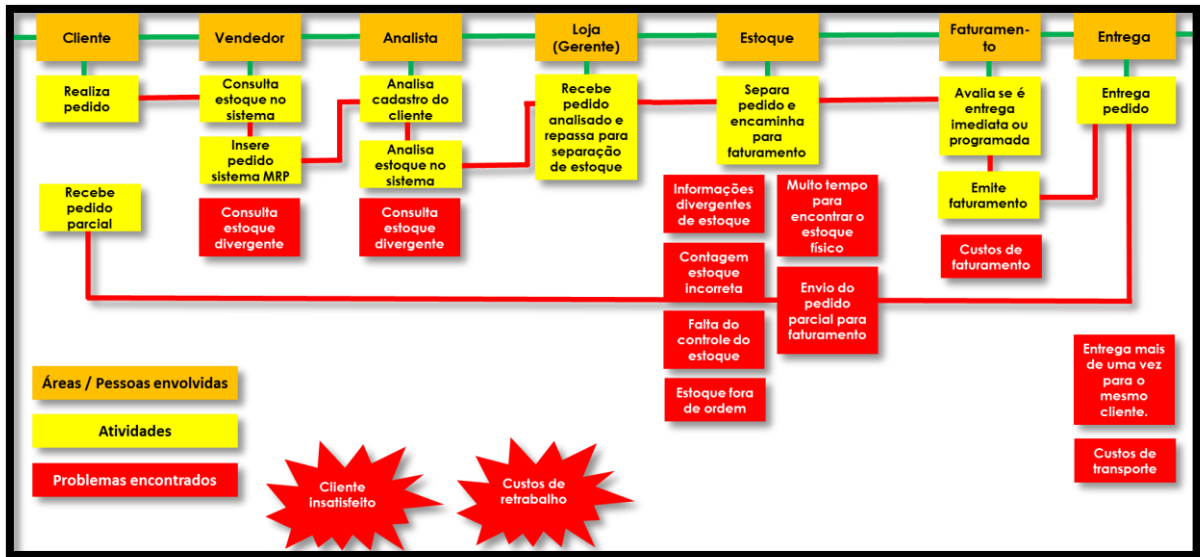 Cliente
Vendedor
Analista
Loja
(Gerente)
Estoque
Faturamen-
to
Entrega
Realiza
pedido
Consulta
estoque no
sistema
Analisa
cadastro do
cliente
Recebe
pedido
analisado e
repassa para
separação
de estoque
Separa
pedido e
encaminha
para
faturamento
Avalia se é
entrega
imediata ou
programada
Entrega
pedido
Insere
pedido
sistema MRP
Analisa
estoque no
sistema
Emite
faturamento
Recebe
pedido
parcial
Consulta
estoque
divergente
Consulta
estoque
divergente
Informações
divergentes
de estoque
Muito tempo
para
encontrar o
estoque
físico
Custos de
faturamento
Contagem
estoque
incorreta
Envio do
pedido
parcial para
faturamento
Falta do
controle do
estoque
Estoque fora
de ordem
Entrega mais
de uma vez
para o
mesmo
cliente.
Custos de
transporte
Áreas / Pessoas envolvidas
Atividades
Problemas encontrados
Cliente
insatisfeito
Custos de
retrabalho